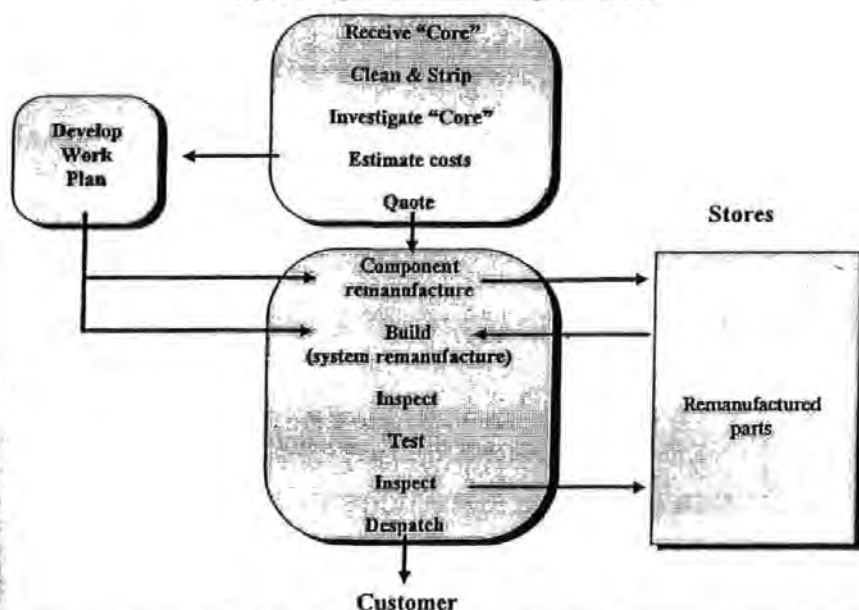 Receive “Core”
Clean & Strip
Investigate “Core”
Estimate costs
Quote
Develop
Work
Plan
Stores
Component
remanufacture
Build
(system remanufacture)
Inspect
Test
Inspect
Despatch
Remanufactured
parts
Customer